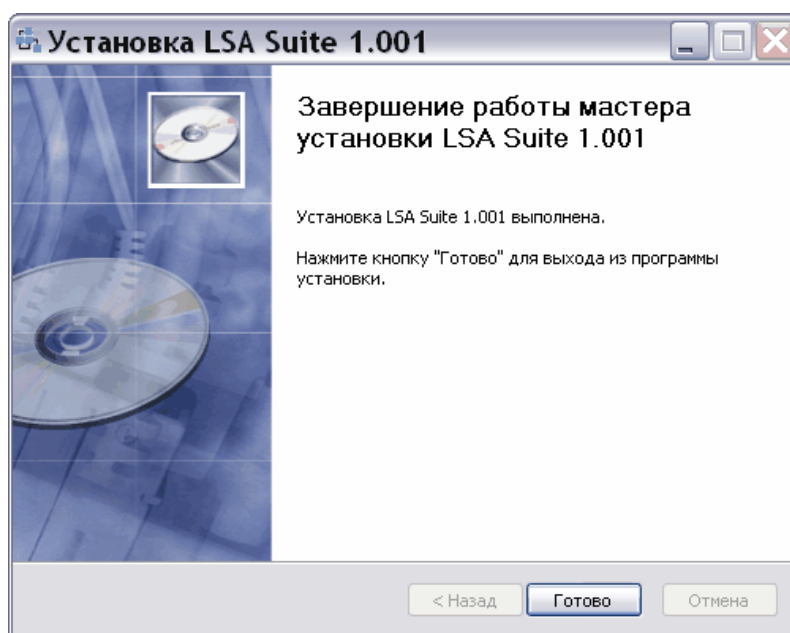 Установка LSA Suite 1.001
Завершение работы мастера
установки LSA Suite 1.001
Установка LSA Suite 1.001 выполнена.
Нажмите кнопку "Готово" для выхода из программы
установки.
< Назад
Готово
Отмена